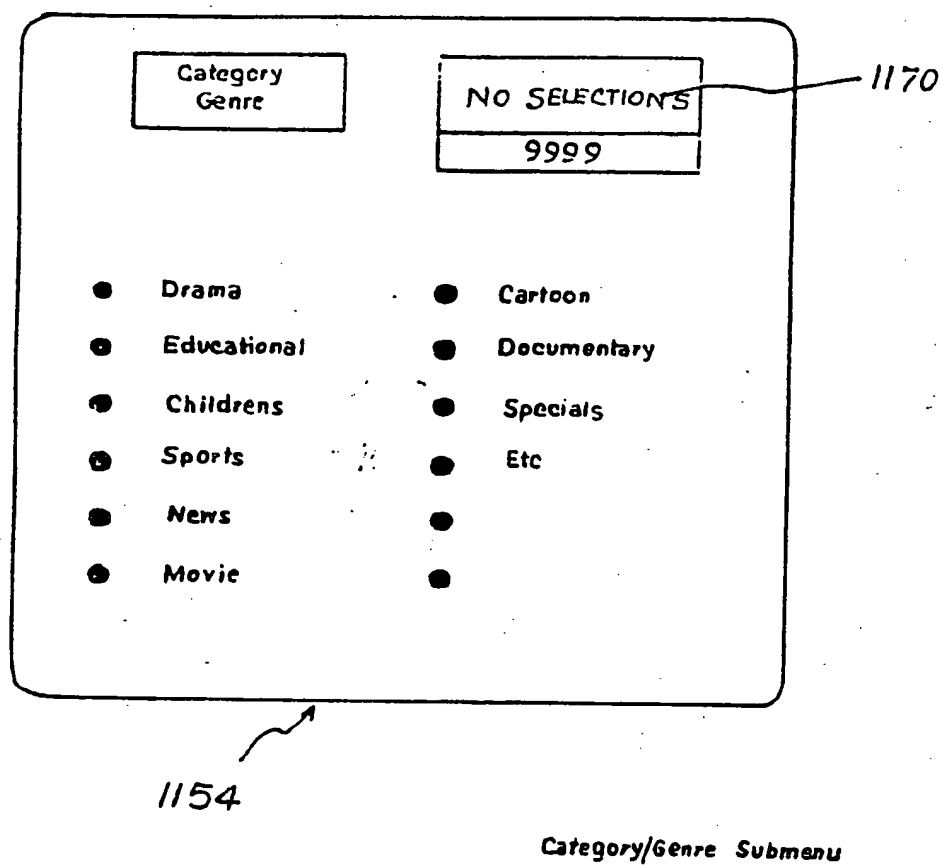 Category
Genre
NO SELECTIONS
1170
9999
Drama
Educational
Childrens
Sports
News
Movie
Cartoon
Documentary
Specials
Etc
1154
Category/Genre Submenu